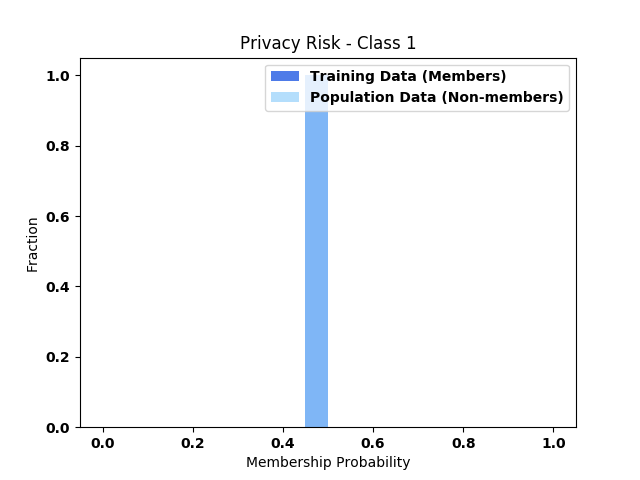 Privacy Risk - Class 1
Training Data (Members)
Population Data (Non-members)
1.0
0.8
0.6
0.4
0.2
0.0
Fraction
0.0 0.2 0.4 0.6 0.8 1.0
Membership Probability